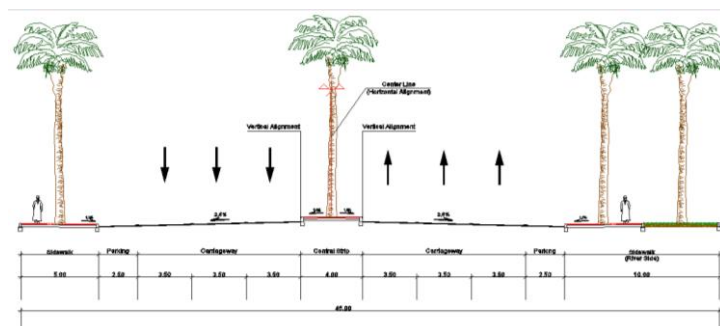 Center Line
(Horizontal Alignment)
Vertical Alignment Vertical Alignment
2.5% 2.5%
Sidewalk Parking Carriageway Central Strip Carriageway Parking Sidewalk
(River Side)
5.00 2.50 3.50 3.50 3.50 4.00 3.50 3.50 3.50 2.50 10.00
45.00